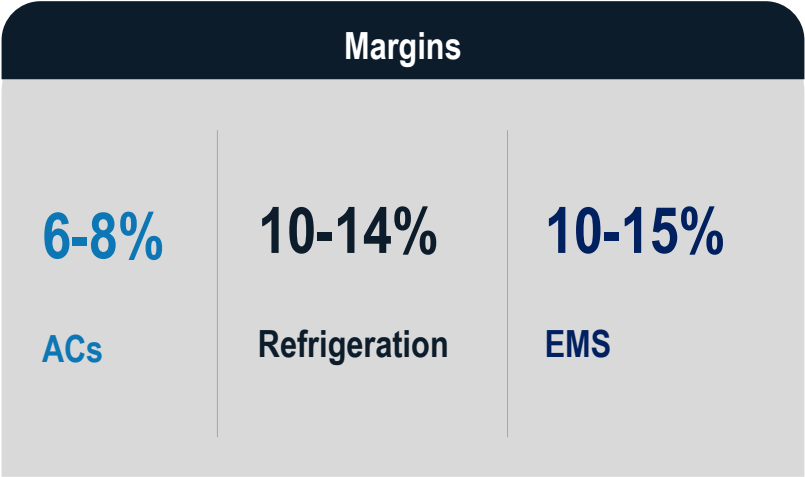 Margins
6-8%
ACs
10-14%
Refrigeration
10-15%
EMS